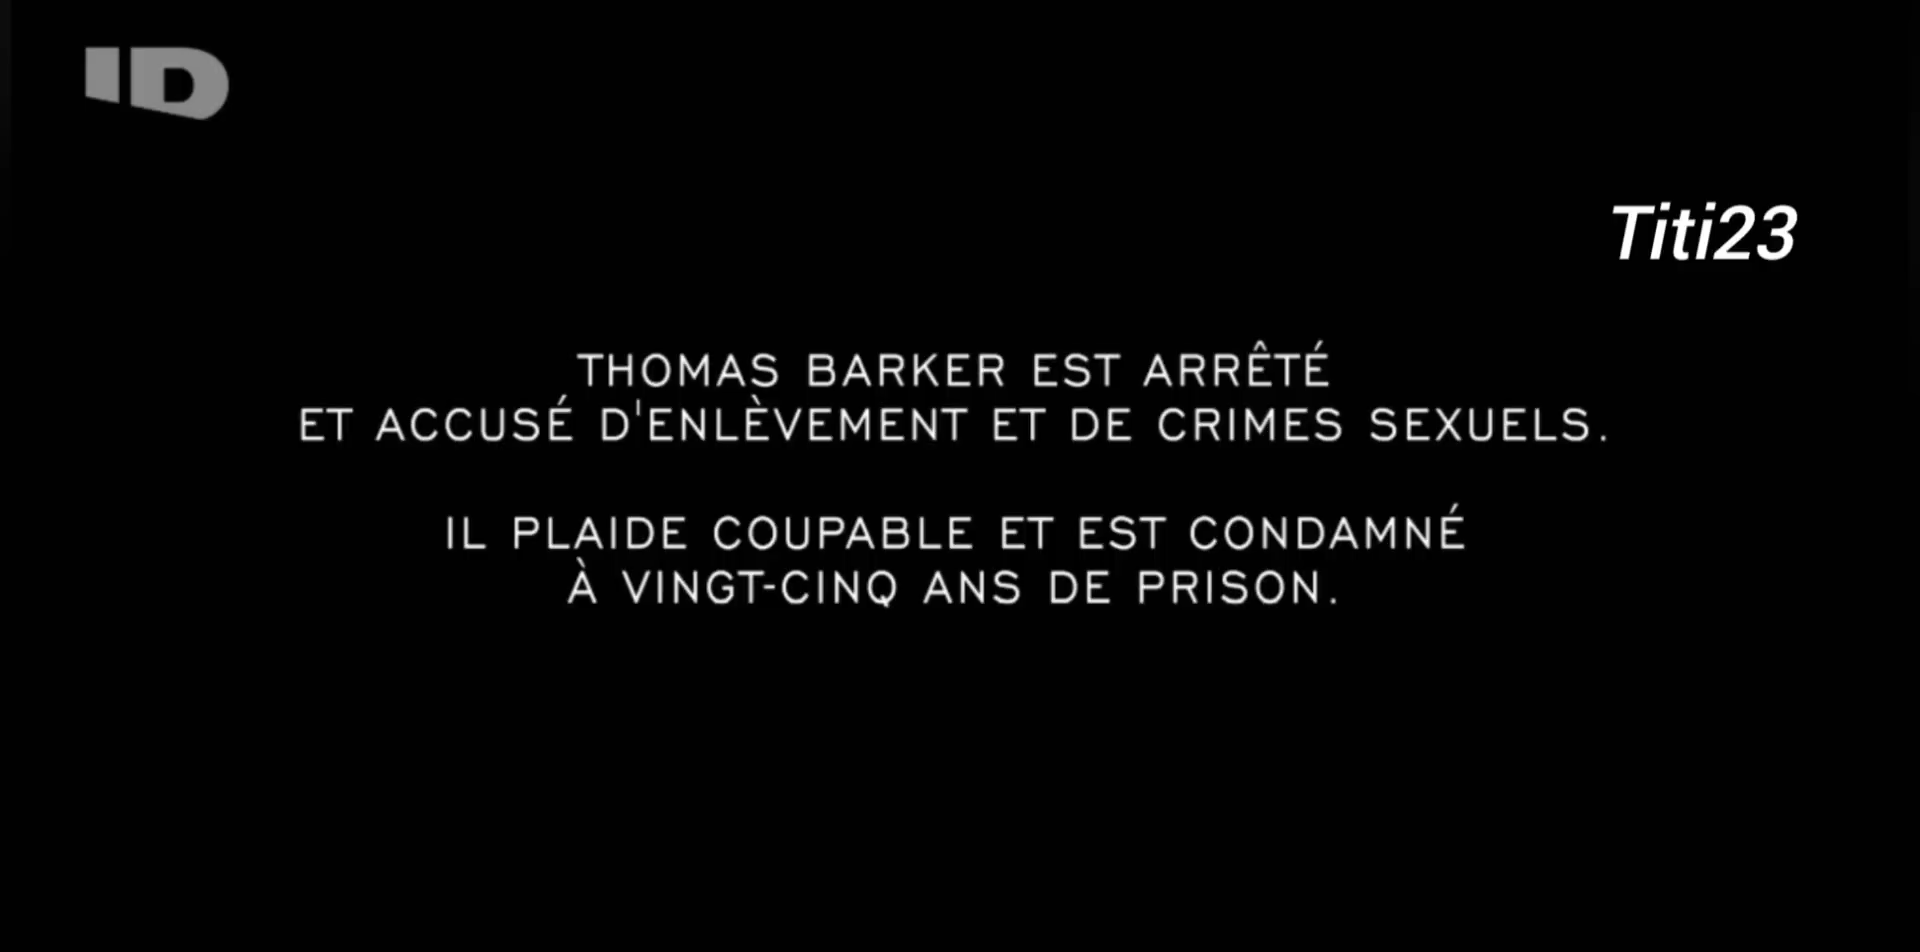 ID
Titi23
THOMAS BARKER EST ARRÊTÉ
ET ACCUSÉ D'ENLÈVEMENT ET DE CRIMES SEXUELS.
IL PLAIDE COUPABLE ET EST CONDAMNÉ
À VINGT-CINQ ANS DE PRISON.